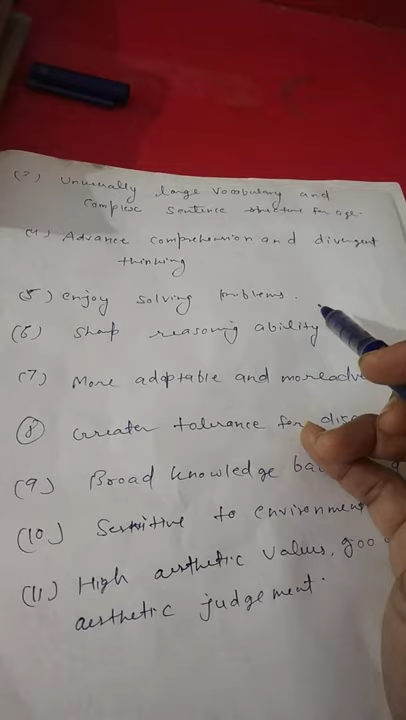 (3) Unusually large vocabulary and
complex sentence structure for age.
(4) Advance comprehension and divergent
thinking
(5) enjoy solving problems.
(6) sharp reasoning ability
(7) More adaptable and more
(8) Greater tolerance for
(9) Broad knowledge
(10) Sensitive to environment
(11) High aesthetic values,
aesthetic judgement.